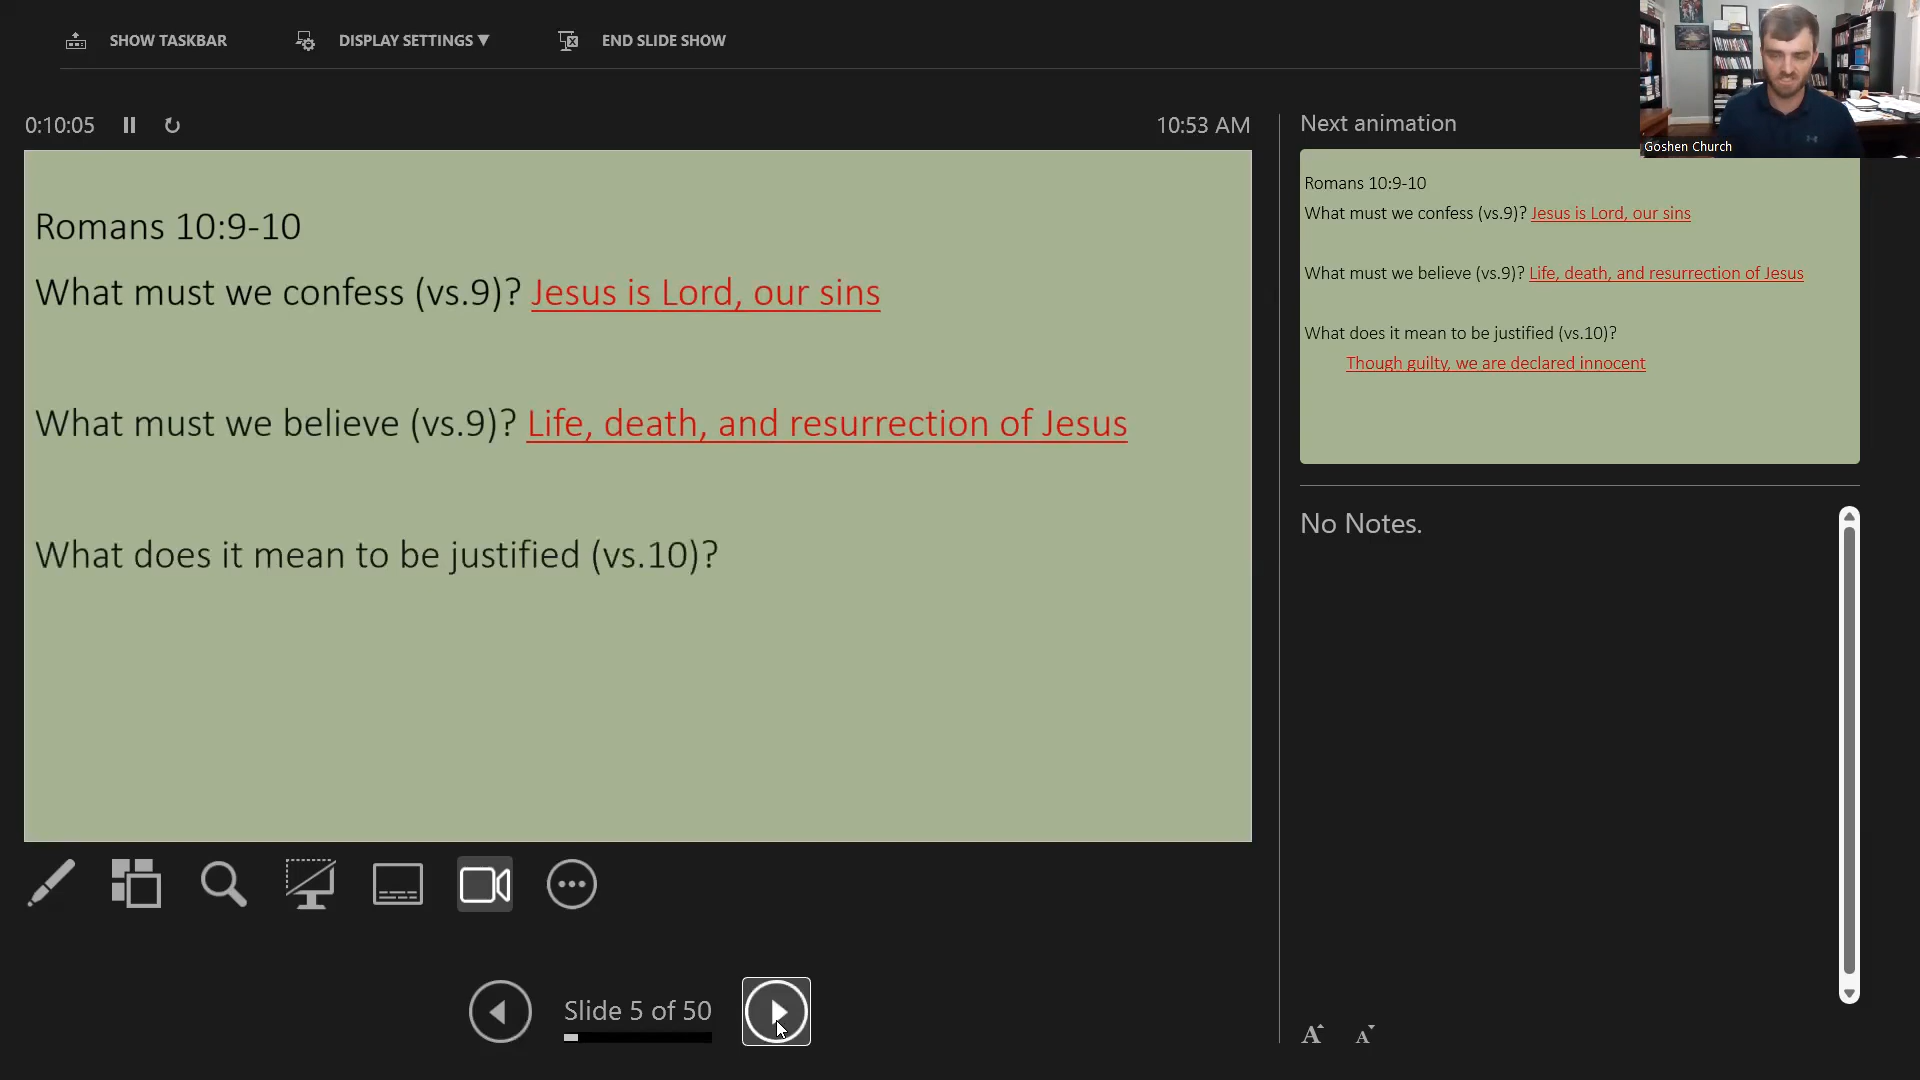 SHOW TASKBAR
DISPLAY SETTINGS ▼
END SLIDE SHOW
0:10:05
10:53 AM
Romans 10:9-10
What must we confess (vs.9)? Jesus is Lord, our sins
What must we believe (vs.9)? Life, death, and resurrection of Jesus
What does it mean to be justified (vs.10)?
Slide 5 of 50
Next animation
Goshen Church
Romans 10:9-10
What must we confess (vs.9)? Jesus is Lord, our sins
What must we believe (vs.9)? Life, death, and resurrection of Jesus
What does it mean to be justified (vs.10)?
Though guilty, we are declared innocent
No Notes.
A A